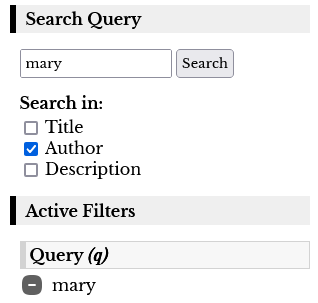 Search Query
mary
Search
Search in:
Title
Author
Description
Active Filters
Query (q)
mary